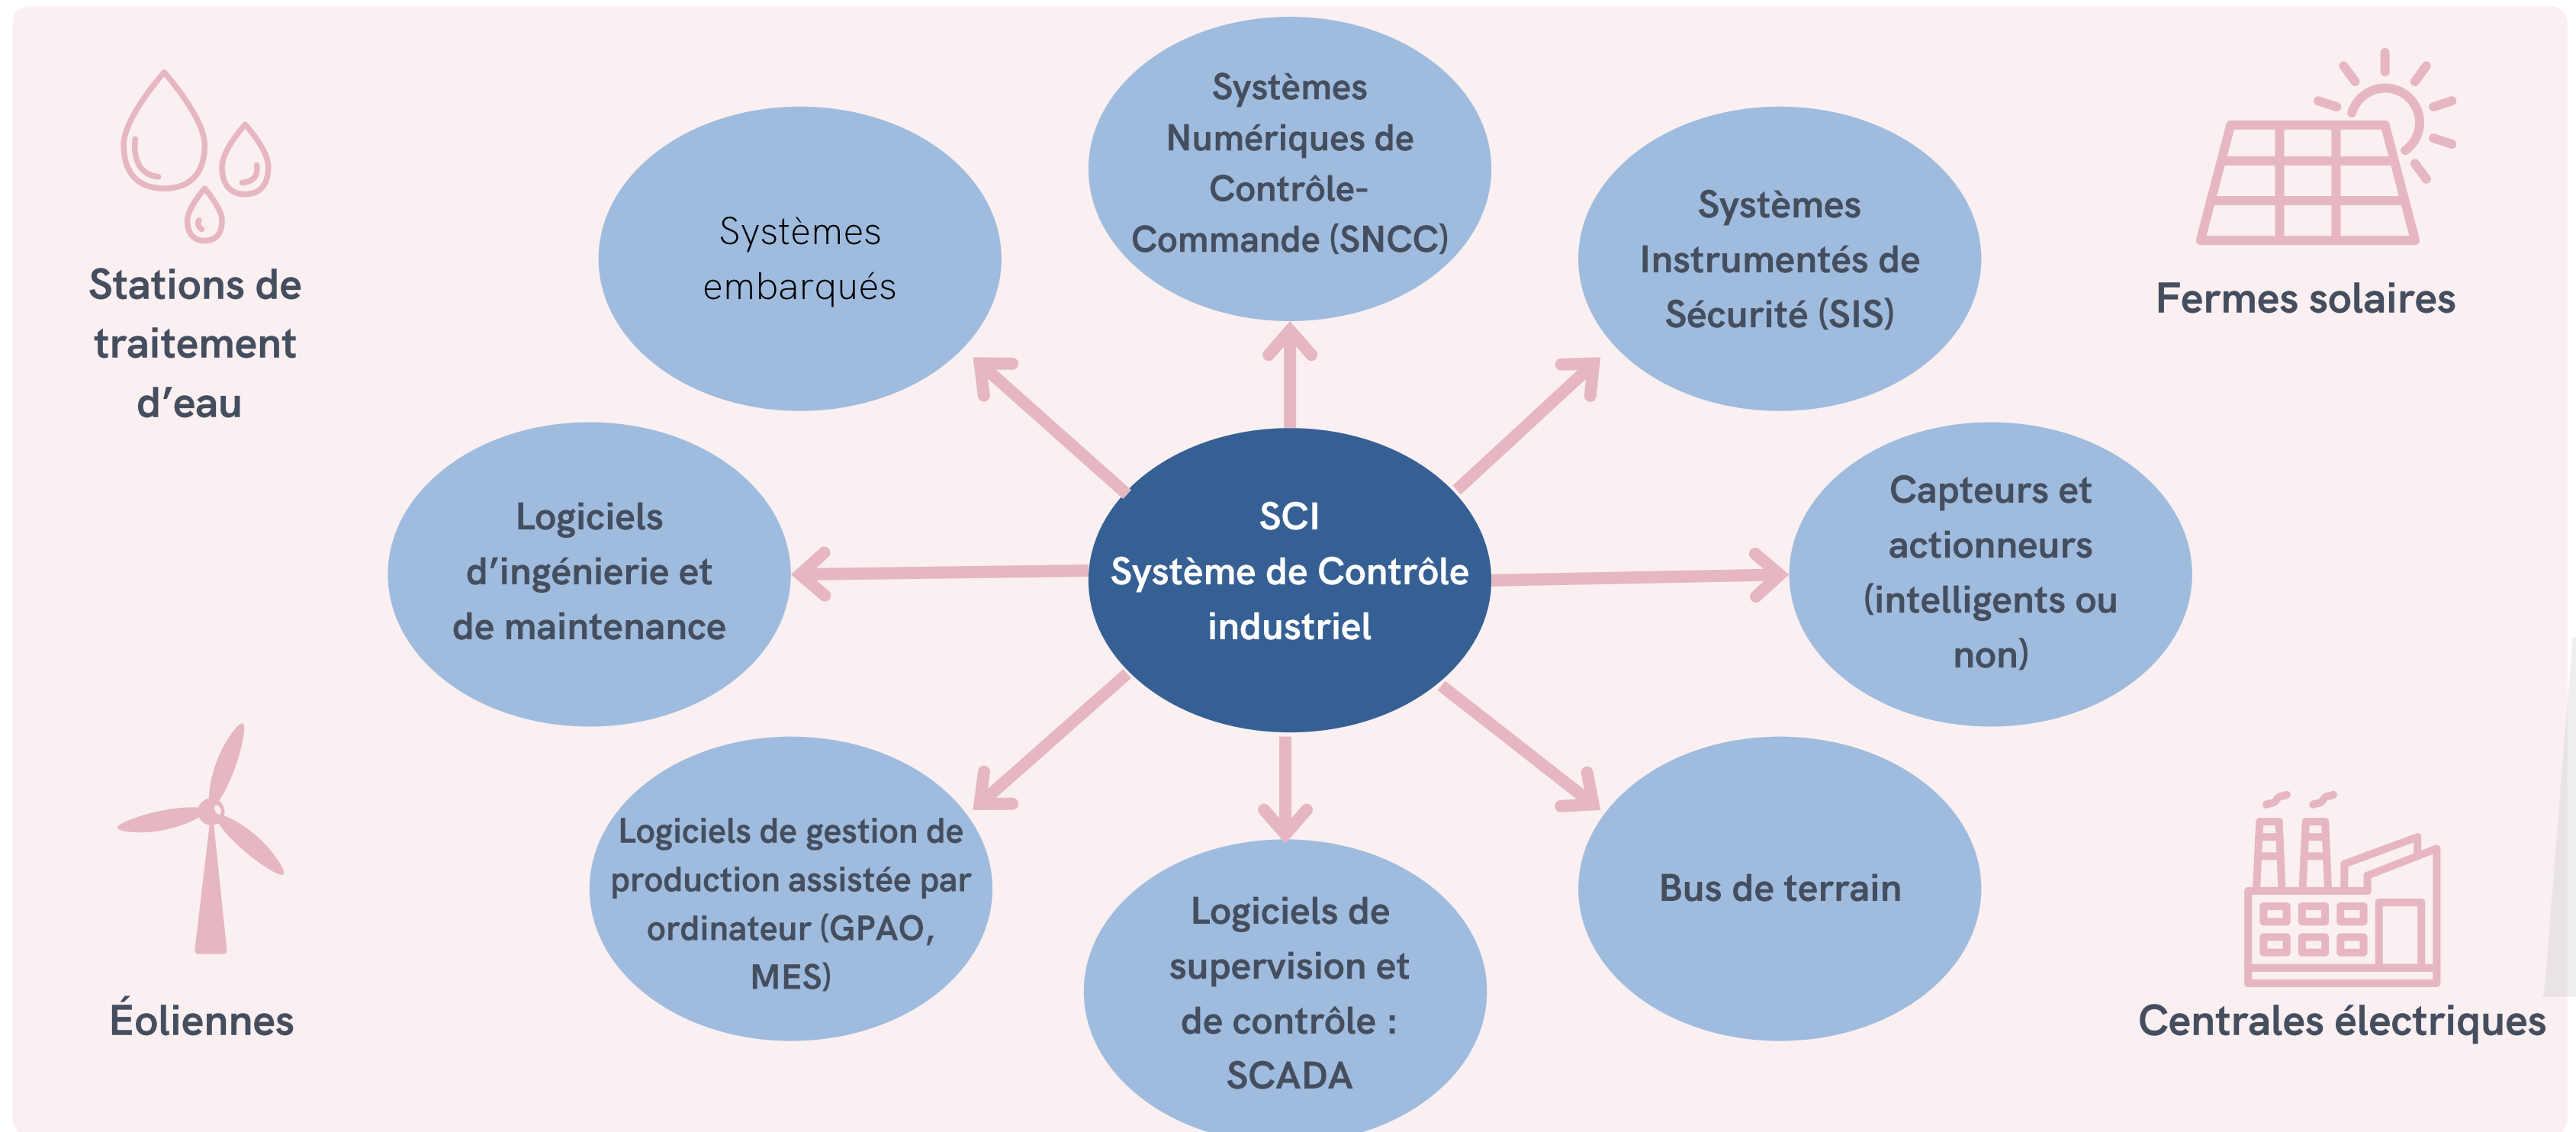 Systèmes
Numériques de
Contrôle-
Commande (SNCC)
Systèmes
embarqués
Systèmes
Instrumentés de
Sécurité (SIS)
Stations de
traitement
d’eau
Fermes solaires
Logiciels
d’ingénierie et
de maintenance
SCI
Système de Contrôle
industriel
Capteurs et
actionneurs
(intelligents ou
non)
Logiciels de gestion de
production assistée par
ordinateur (GPAO,
MES)
Logiciels de
supervision et
de contrôle :
SCADA
Bus de terrain
Éoliennes
Centrales électriques